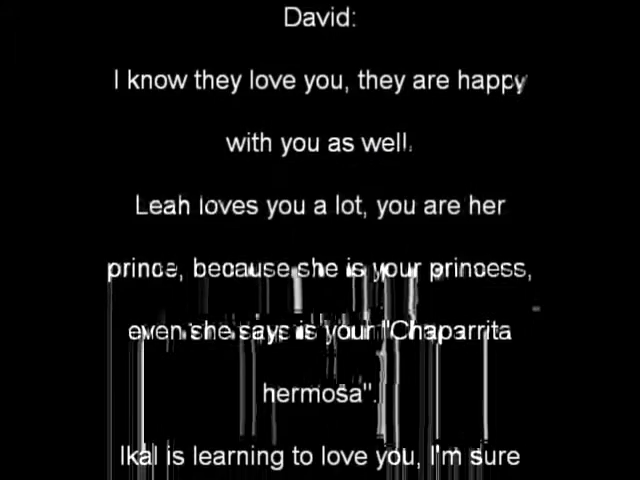 David:
I know they love you, they are happy
with you as well.
Leah loves you a lot, you are her
prince, because she is your princess,
even she says is your "Chaparrita
hermosa".
Ikal is learning to love you, I'm sure